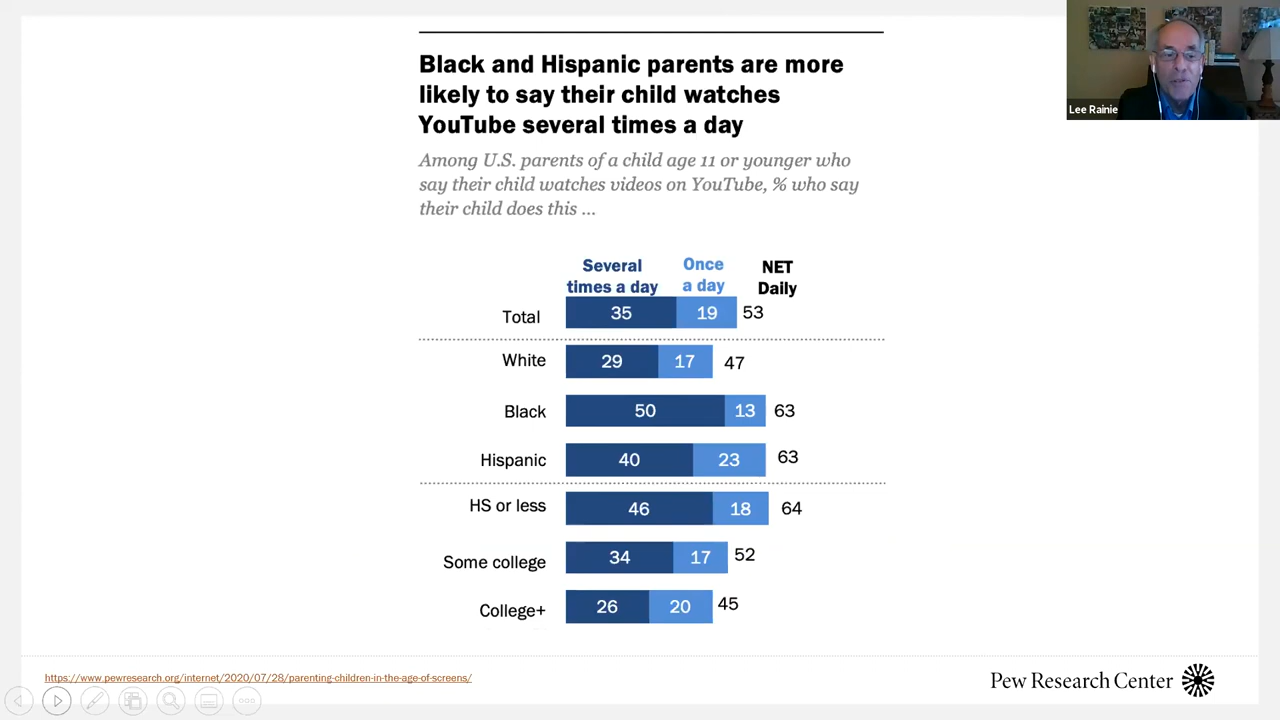 Black and Hispanic parents are more
likely to say their child watches
YouTube several times a day
Among U.S. parents of a child age 11 or younger who
say their child watches videos on YouTube, % who say
their child does this ...
Several
times a day
Once
a day
NET
Daily
Total 35 19 53
White 29 17 47
Black 50 13 63
Hispanic 40 23 63
HS or less 46 18 64
Some college 34 17 52
College+ 26 20 45
https://www.pewresearch.org/internet/2020/07/28/parenting-children-in-the-age-of-screens/
Pew Research Center
Lee Rainie